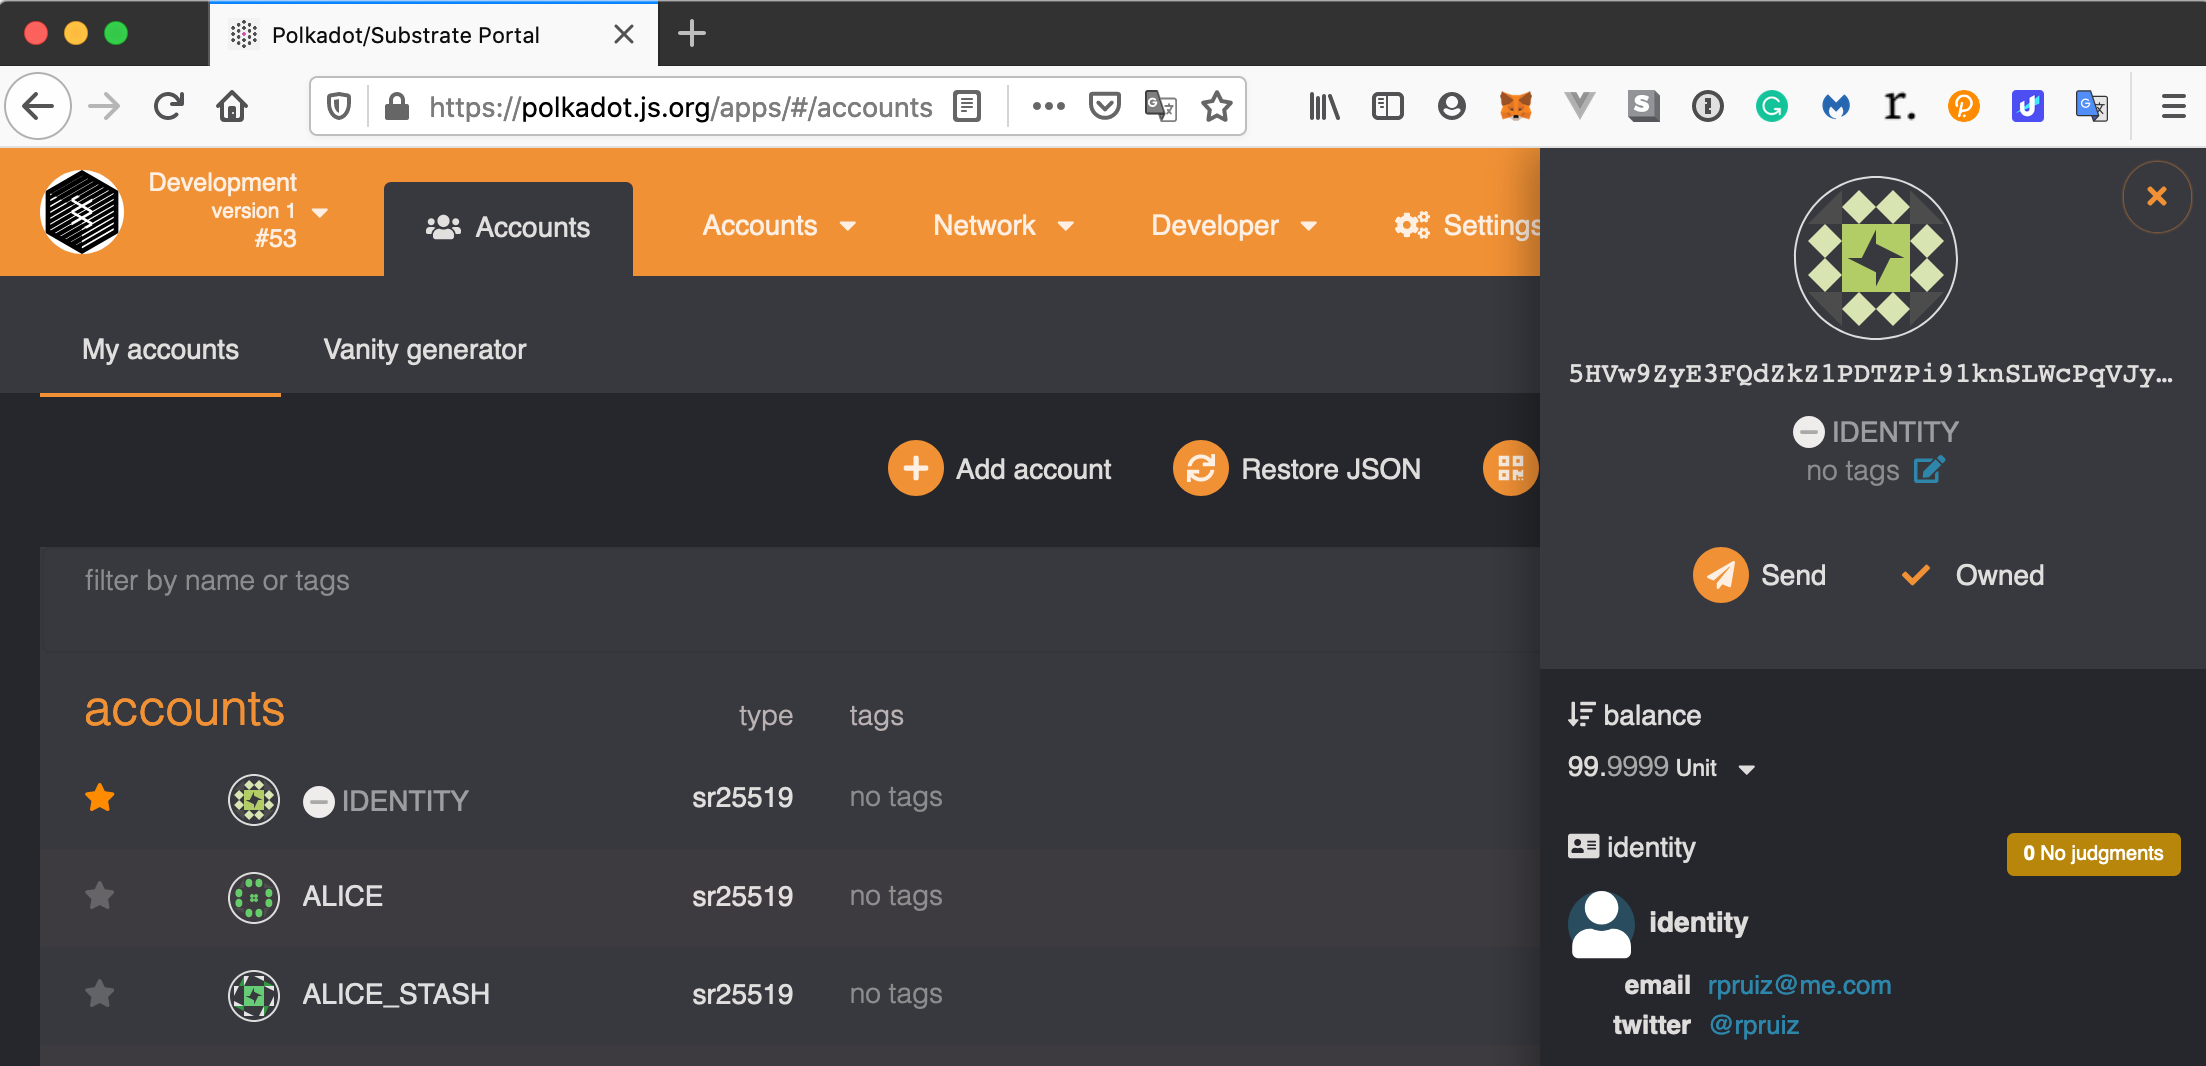 Polkadot/Substrate Portal
https://polkadot.js.org/apps/#/accounts
Development
version 1
#53
Accounts
Accounts
Network
Developer
Settings
My accounts
Vanity generator
Add account
Restore JSON
filter by name or tags
accounts type tags
IDENTITY sr25519 no tags
ALICE sr25519 no tags
ALICE_STASH sr25519 no tags
5HVw9ZyE3FQdZkZ1PDTZPi91knSLWcPqVJy…
IDENTITY
no tags
Send
Owned
balance
99.9999 Unit
identity
0 No judgments
identity
email rpruiz@me.com
twitter @rpruiz